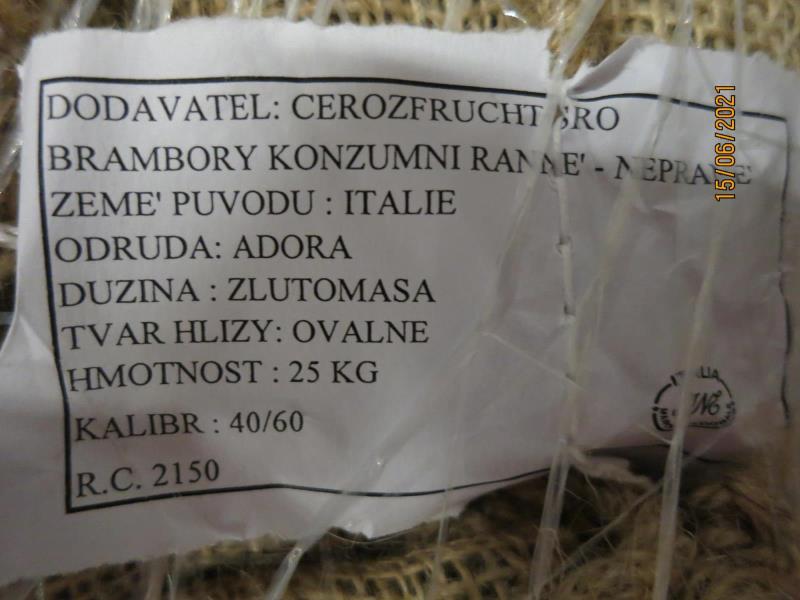 DODAVATEL: CEROZFRUCHT SRO
BRAMBORY KONZUMNI RANNE' - NEPRANE
ZEME' PUVODU : ITALIE
ODRUDA: ADORA
DUZINA : ZLUTOMASA
TVAR HLIZY: OVALNE
HMOTNOST : 25 KG
KALIBR : 40/60
R.C. 2150
ITALIA
15/06/2021